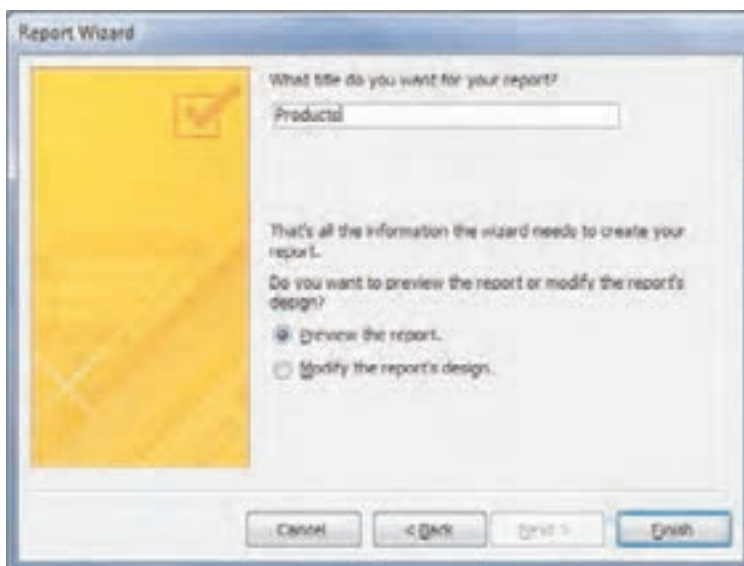 Report Wizard
What title do you want for your report?
Products
That's all the information the wizard needs to create your
report.
Do you want to preview the report or modify the report's
design?
Preview the report.
Modify the report's design.
Cancel
< Back
Next >
Finish